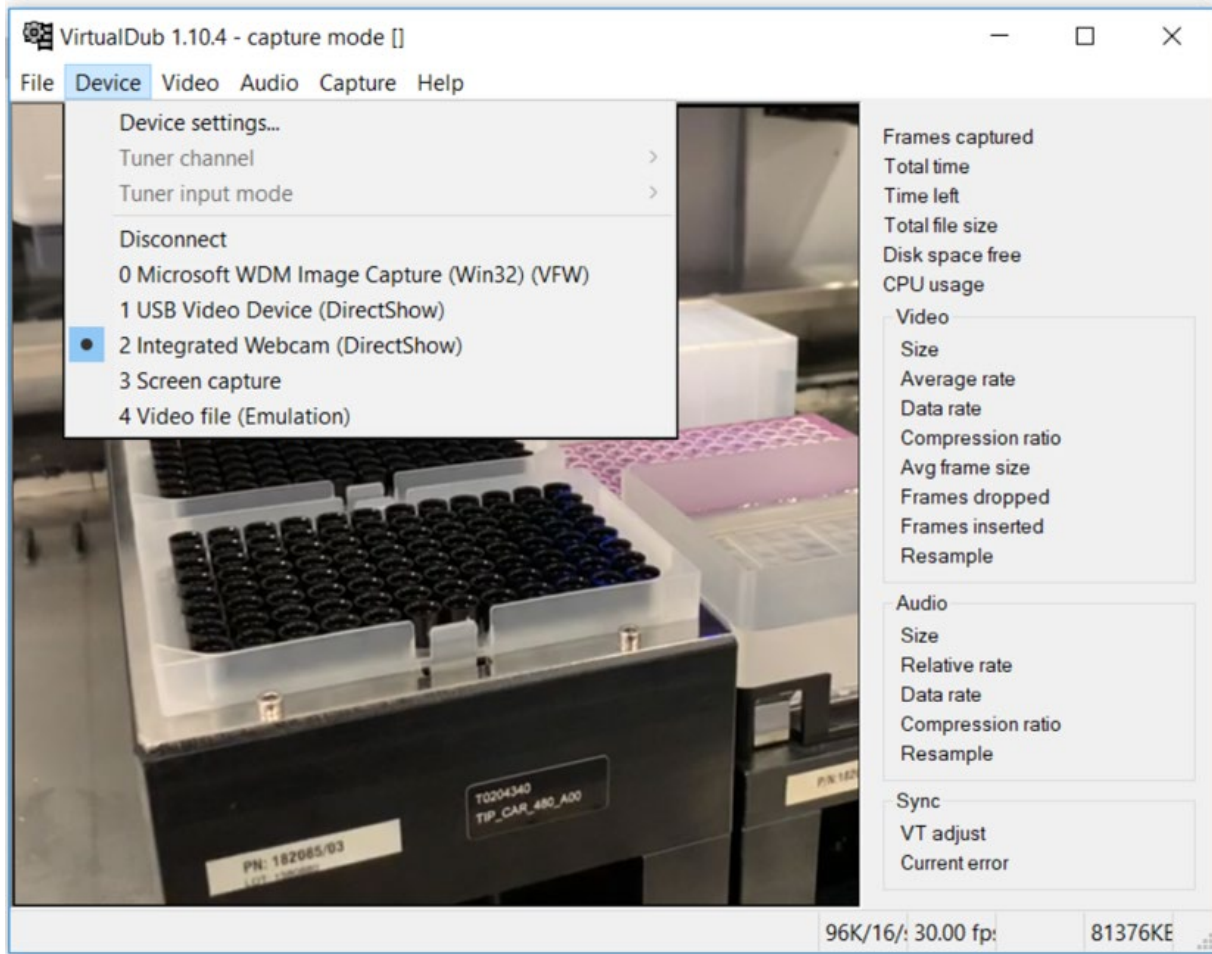 VirtualDub 1.10.4 - capture mode []
File Device Video Audio Capture Help
Device settings...
Tuner channel
Tuner input mode
Disconnect
0 Microsoft WDM Image Capture (Win32) (VFW)
1 USB Video Device (DirectShow)
2 Integrated Webcam (DirectShow)
3 Screen capture
4 Video file (Emulation)
T0204340
TIP_CAR_480_A00
PN: 182085/03
P/N:182
Frames captured
Total time
Time left
Total file size
Disk space free
CPU usage
Video
Size
Average rate
Data rate
Compression ratio
Avg frame size
Frames dropped
Frames inserted
Resample
Audio
Size
Relative rate
Data rate
Compression ratio
Resample
Sync
VT adjust
Current error
96K/16/s 30.00 fps 81376KE